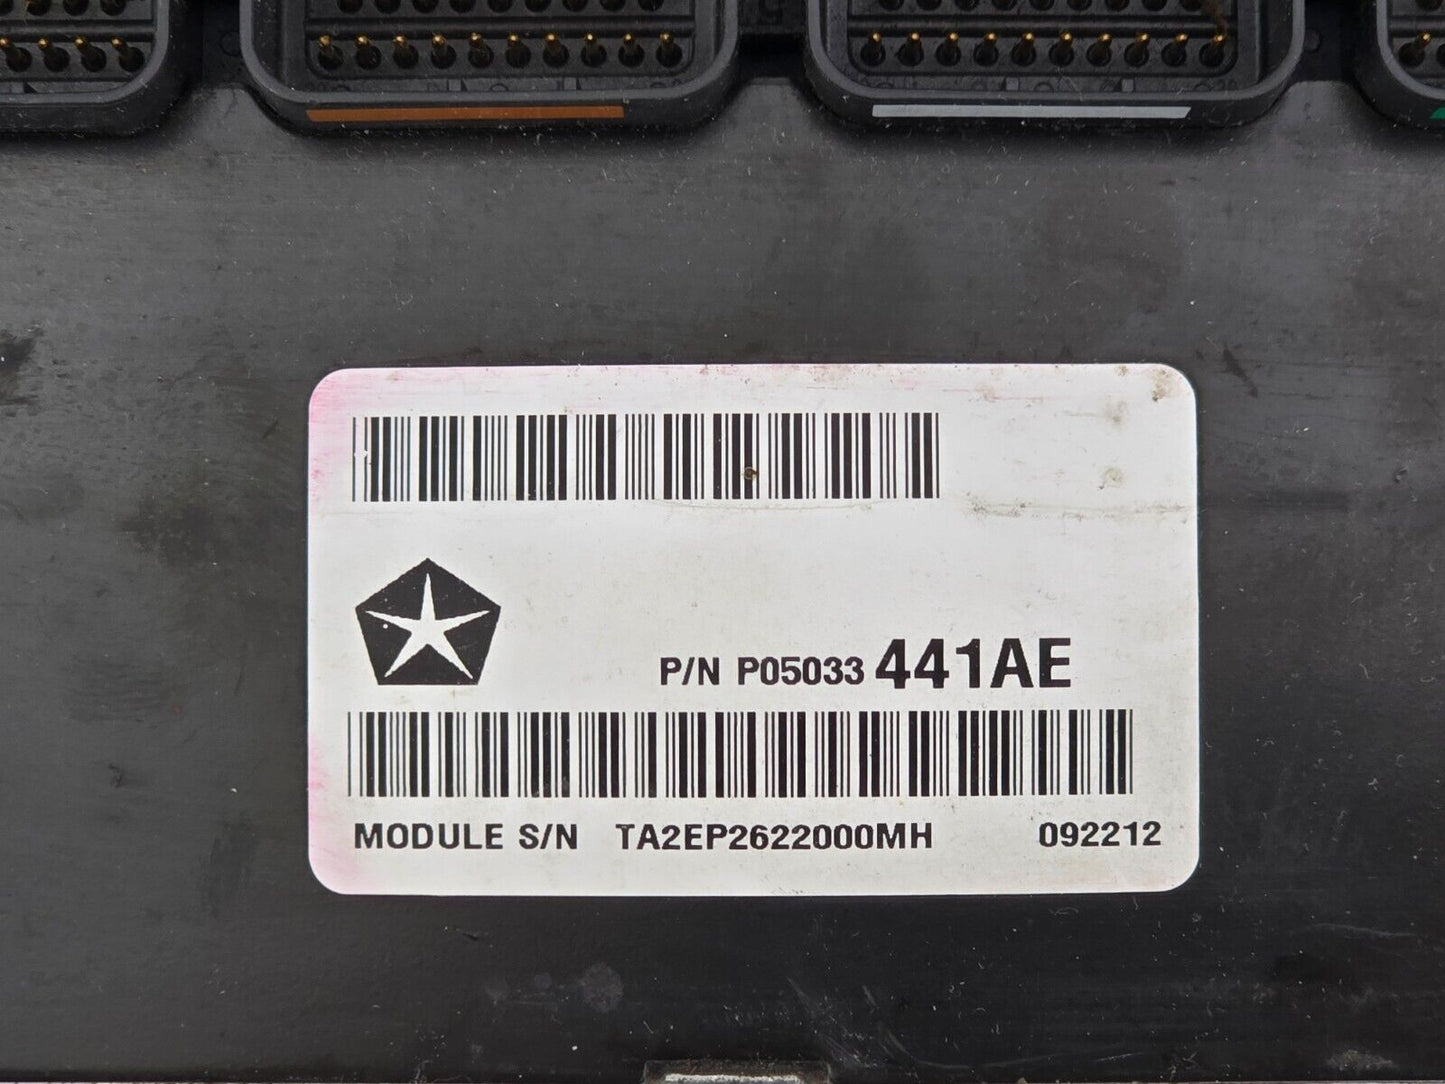 P/N P05033 441AE
MODULE S/N TA2EP2622000MH 092212